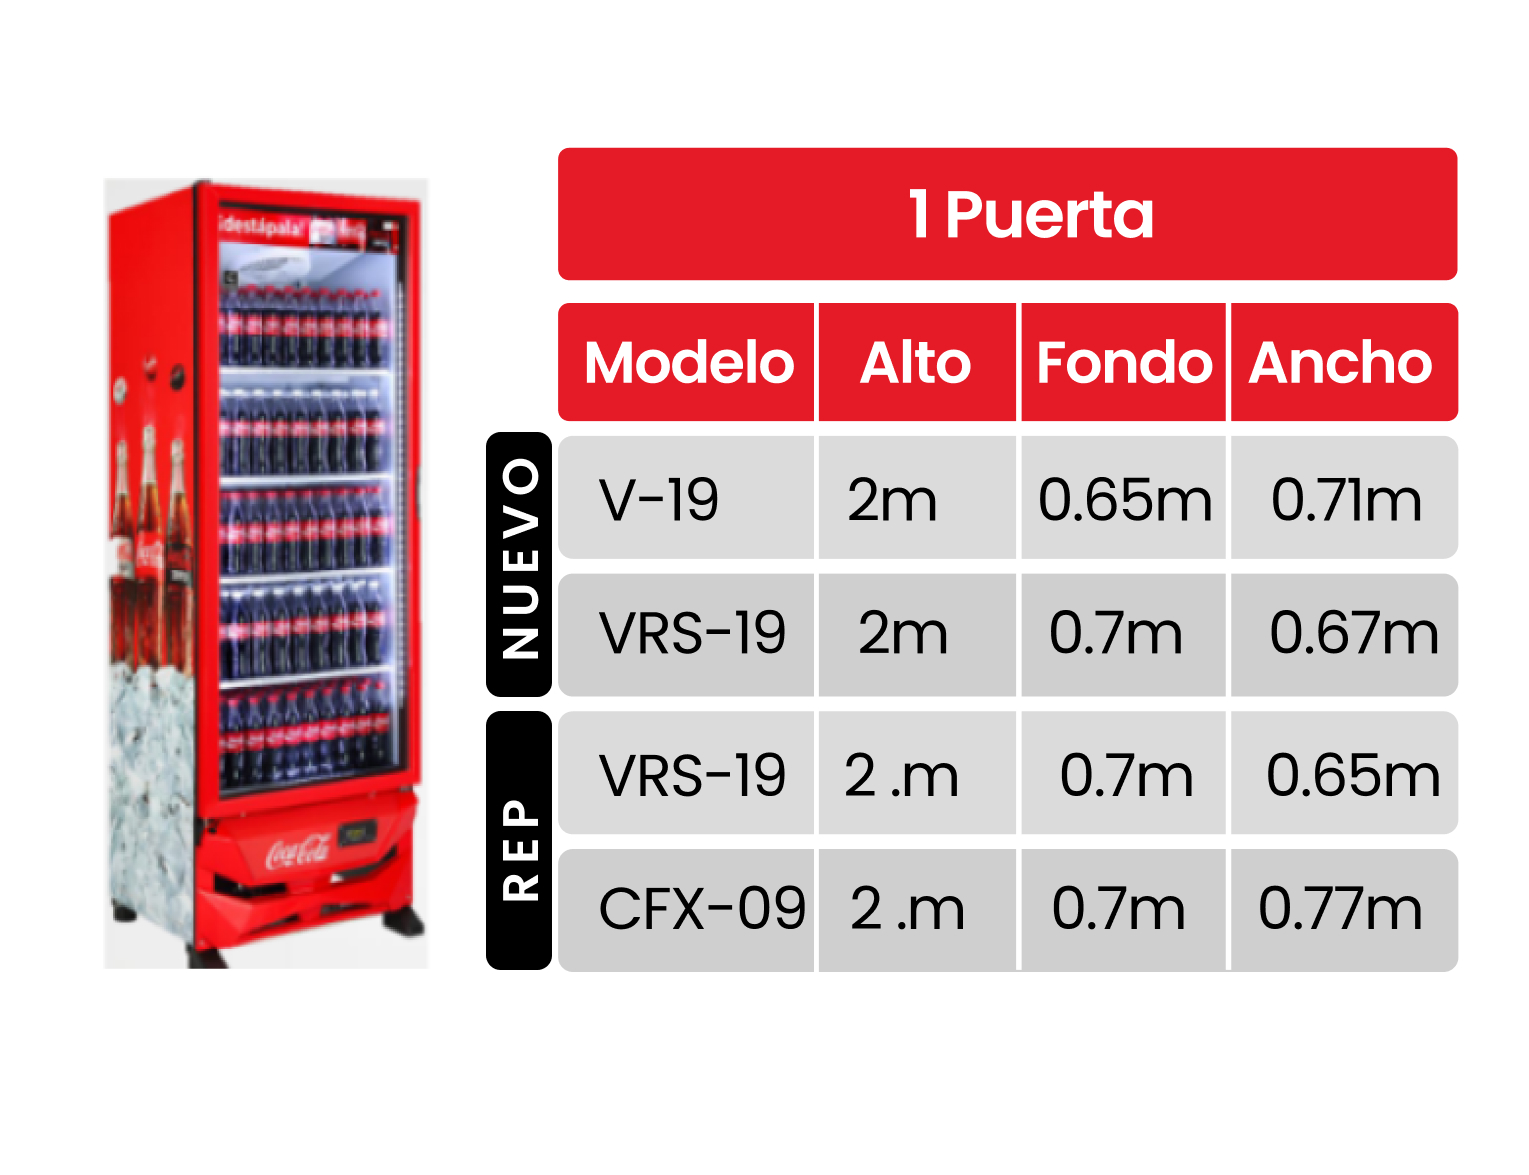 1 Puerta
Modelo Alto Fondo Ancho
NUEVO
V-19 2m 0.65m 0.71m
VRS-19 2m 0.7m 0.67m
REP
VRS-19 2 .m 0.7m 0.65m
CFX-09 2 .m 0.7m 0.77m
¡destápala!
Coca-Cola